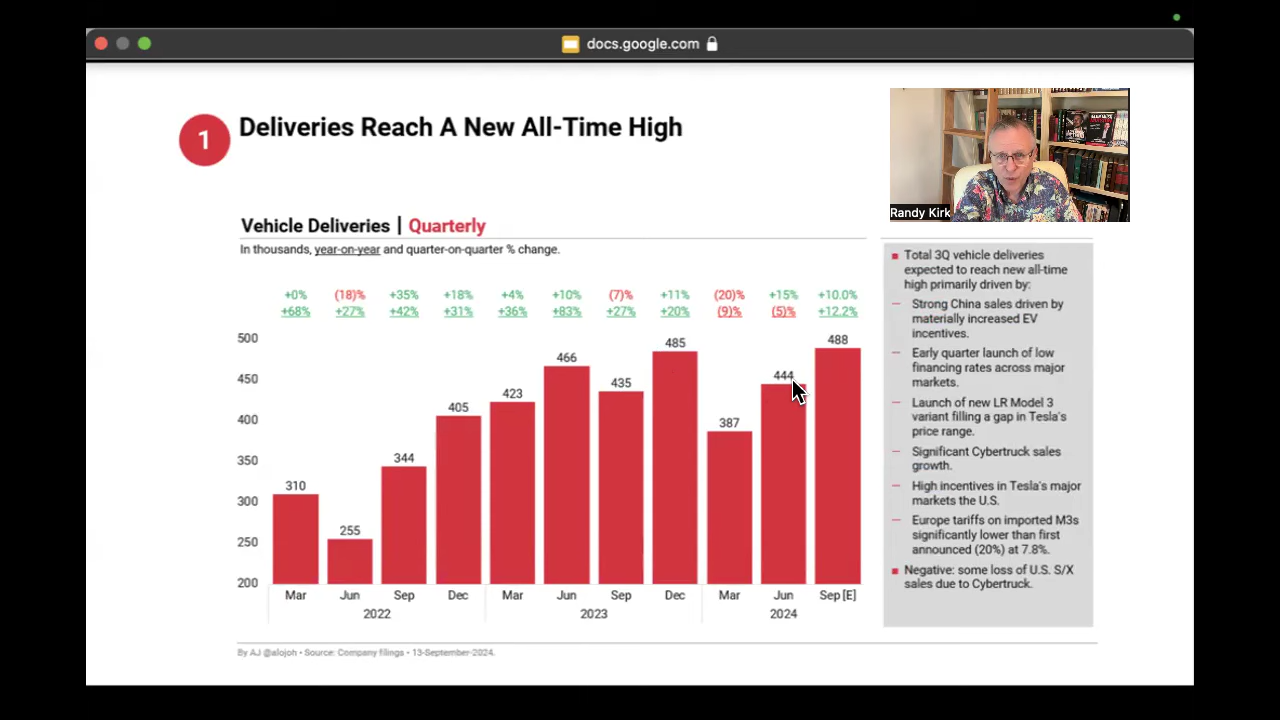 docs.google.com
1
Deliveries Reach A New All-Time High
Randy Kirk
Vehicle Deliveries | Quarterly
In thousands, year-on-year and quarter-on-quarter % change.
+0% (18)% +35% +18% +4% +10% (7)% +11% (20)% +15% +10.0%
+68% +27% +42% +31% +36% +83% +27% +20% (9)% (5)% +12.2%
500
450
400
350
300
250
200
310 255 344 405 423 466 435 485 387 444 488
Mar Jun Sep Dec Mar Jun Sep Dec Mar Jun Sep [E]
2022 2023 2024
Total 3Q vehicle deliveries
expected to reach new all-time
high primarily driven by:
– Strong China sales driven by
materially increased EV
incentives.
– Early quarter launch of low
financing rates across major
markets.
– Launch of new LR Model 3
variant filling a gap in Tesla's
price range.
– Significant Cybertruck sales
growth.
– High incentives in Tesla's major
markets the U.S.
– Europe tariffs on imported M3s
significantly lower than first
announced (20%) at 7.8%.
Negative: some loss of U.S. S/X
sales due to Cybertruck.
By AJ @alojoh • Source: Company filings • 13-September-2024.